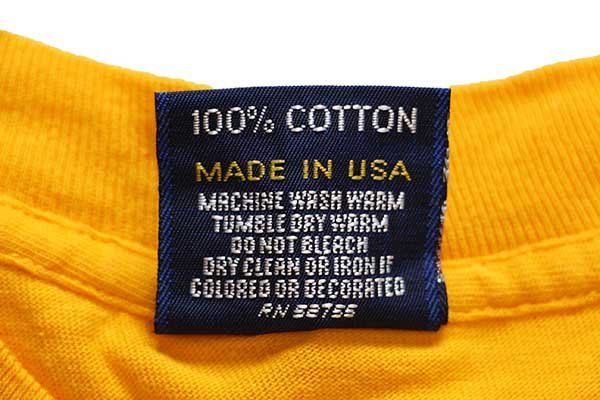 100% COTTON
MADE IN USA
MACHINE WASH WARM
TUMBLE DRY WARM
DO NOT BLEACH
DRY CLEAN OR IRON IF
COLORED OR DECORATED
RN